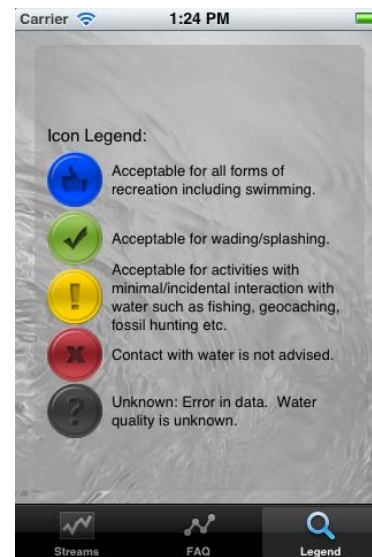 Carrier 1:24 PM
Icon Legend:
Acceptable for all forms of
recreation including swimming.
Acceptable for wading/splashing.
Acceptable for activities with
minimal/incidental interaction with
water such as fishing, geocaching,
fossil hunting etc.
Contact with water is not advised.
Unknown: Error in data. Water
quality is unknown.
Streams FAQ Legend